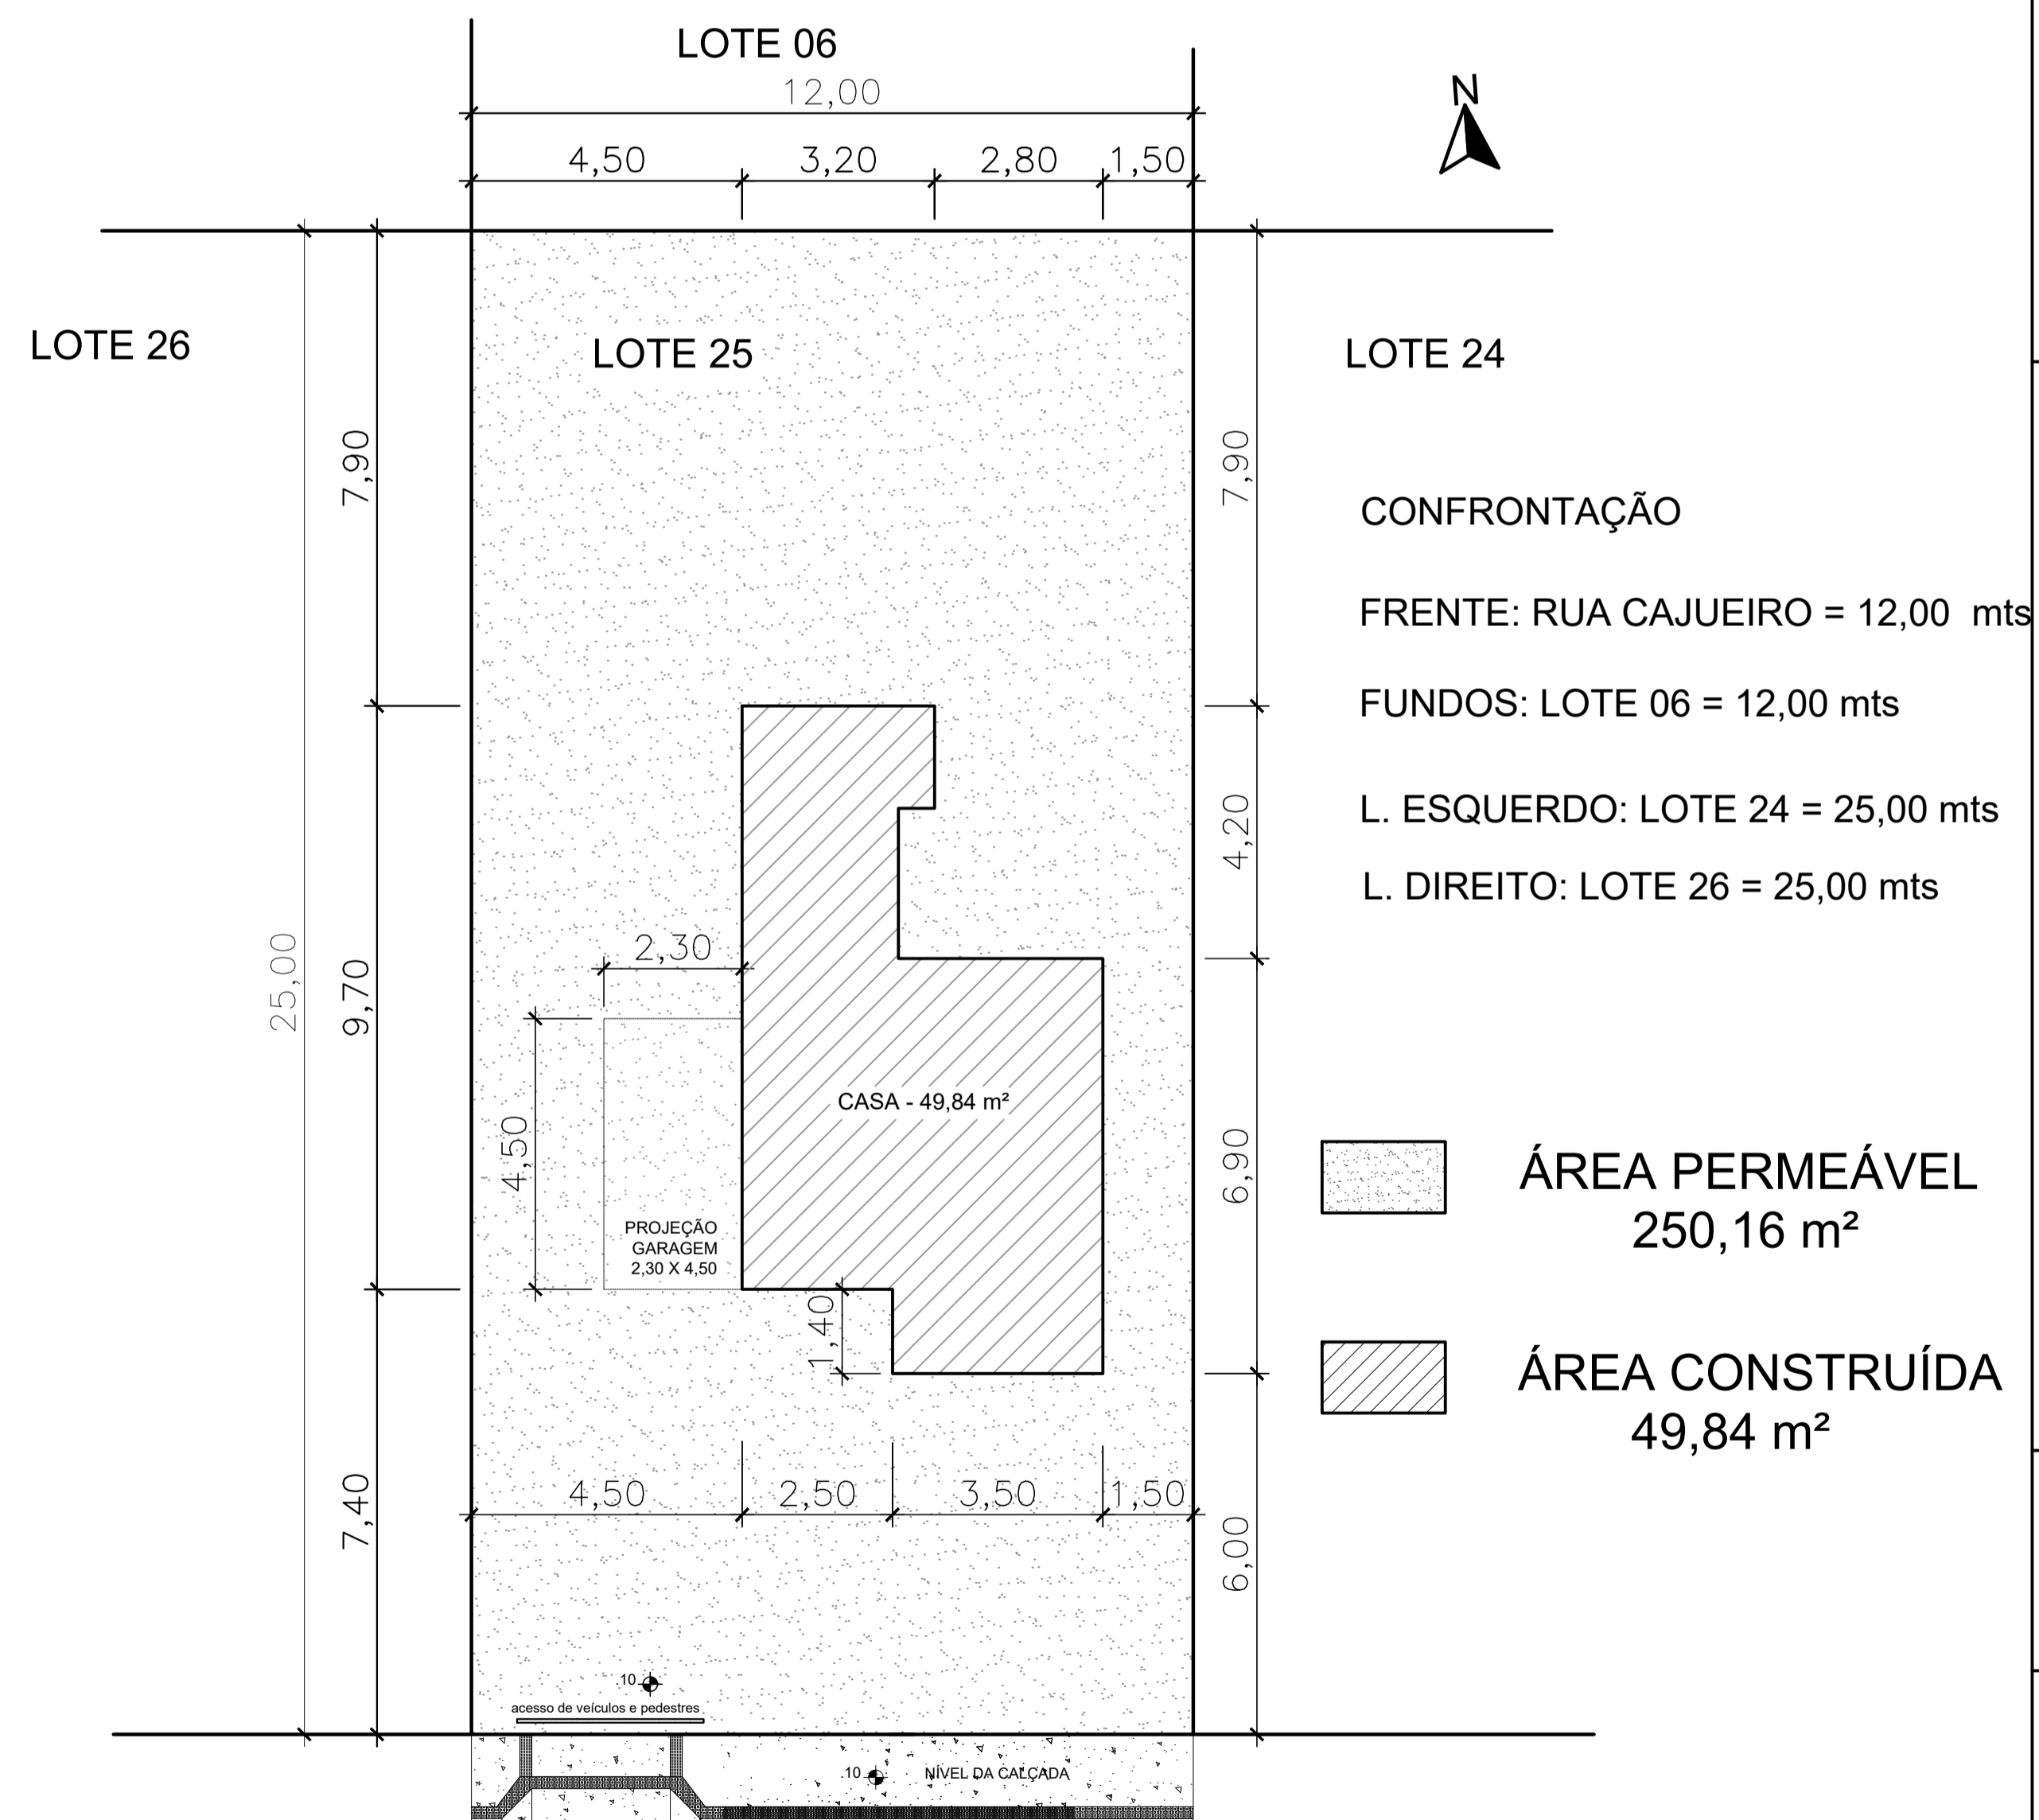 LOTE 06
12,00
N
4,50
3,20
2,80
1,50
LOTE 26
LOTE 25
LOTE 24
7,90
7,90
CONFRONTAÇÃO
FRENTE: RUA CAJUEIRO = 12,00 mts
FUNDOS: LOTE 06 = 12,00 mts
L. ESQUERDO: LOTE 24 = 25,00 mts
L. DIREITO: LOTE 26 = 25,00 mts
4,20
2,30
25,00
9,70
CASA - 49,84 m²
4,50
6,90
ÁREA PERMEÁVEL
250,16 m²
PROJEÇÃO
GARAGEM
2,30 X 4,50
1,40
ÁREA CONSTRUÍDA
49,84 m²
4,50
2,50
3,50
1,50
7,40
6,00
.10
acesso de veículos e pedestres
.10
NÍVEL DA CALÇADA